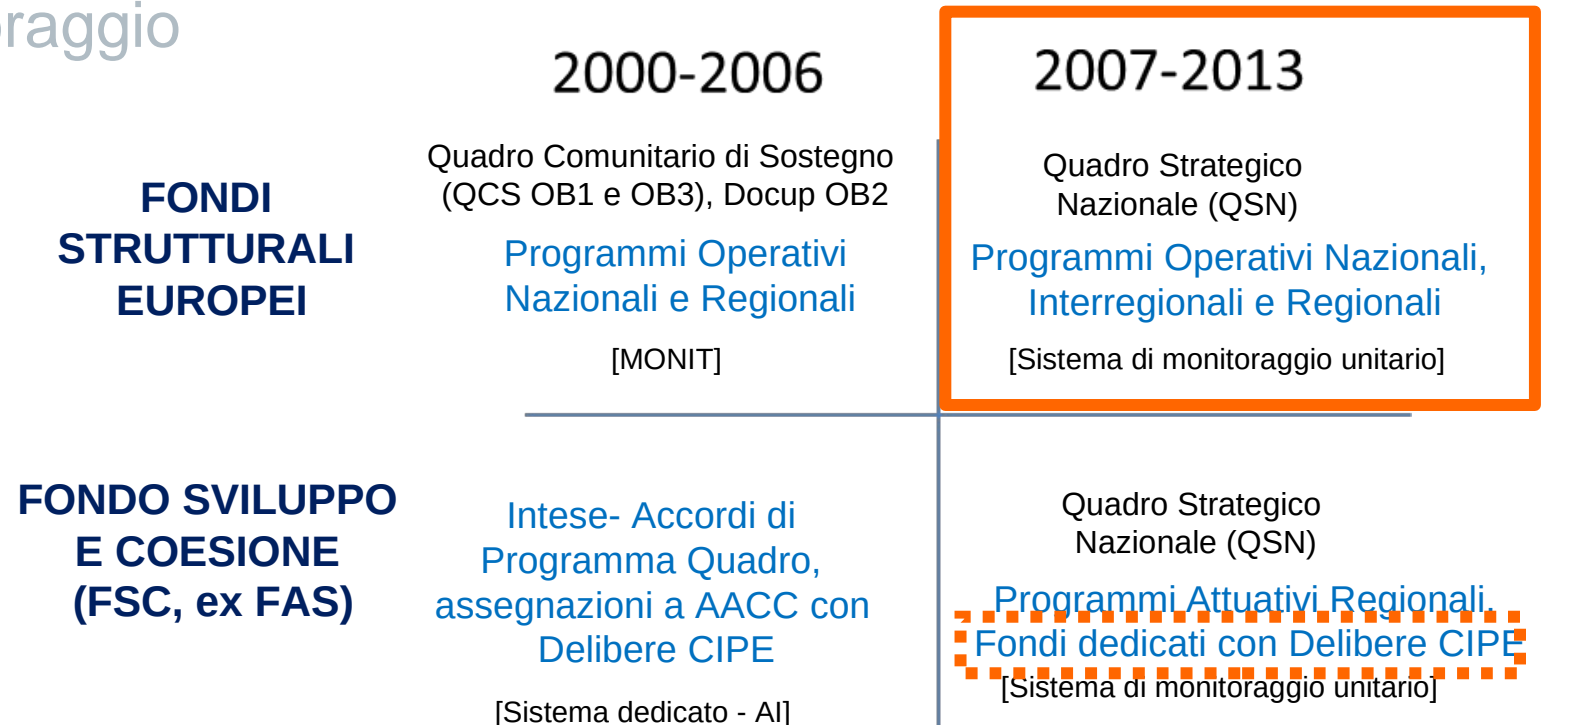 2000-2006
2007-2013
FONDI
STRUTTURALI
EUROPEI
Quadro Comunitario di Sostegno
(QCS OB1 e OB3), Docup OB2
Programmi Operativi
Nazionali e Regionali
[MONIT]
Quadro Strategico
Nazionale (QSN)
Programmi Operativi Nazionali,
Interregionali e Regionali
[Sistema di monitoraggio unitario]
FONDO SVILUPPO
E COESIONE
(FSC, ex FAS)
Intese- Accordi di
Programma Quadro,
assegnazioni a AACC con
Delibere CIPE
[Sistema dedicato - AI]
Quadro Strategico
Nazionale (QSN)
Programmi Attuativi Regionali.
Fondi dedicati con Delibere CIPE
[Sistema di monitoraggio unitario]